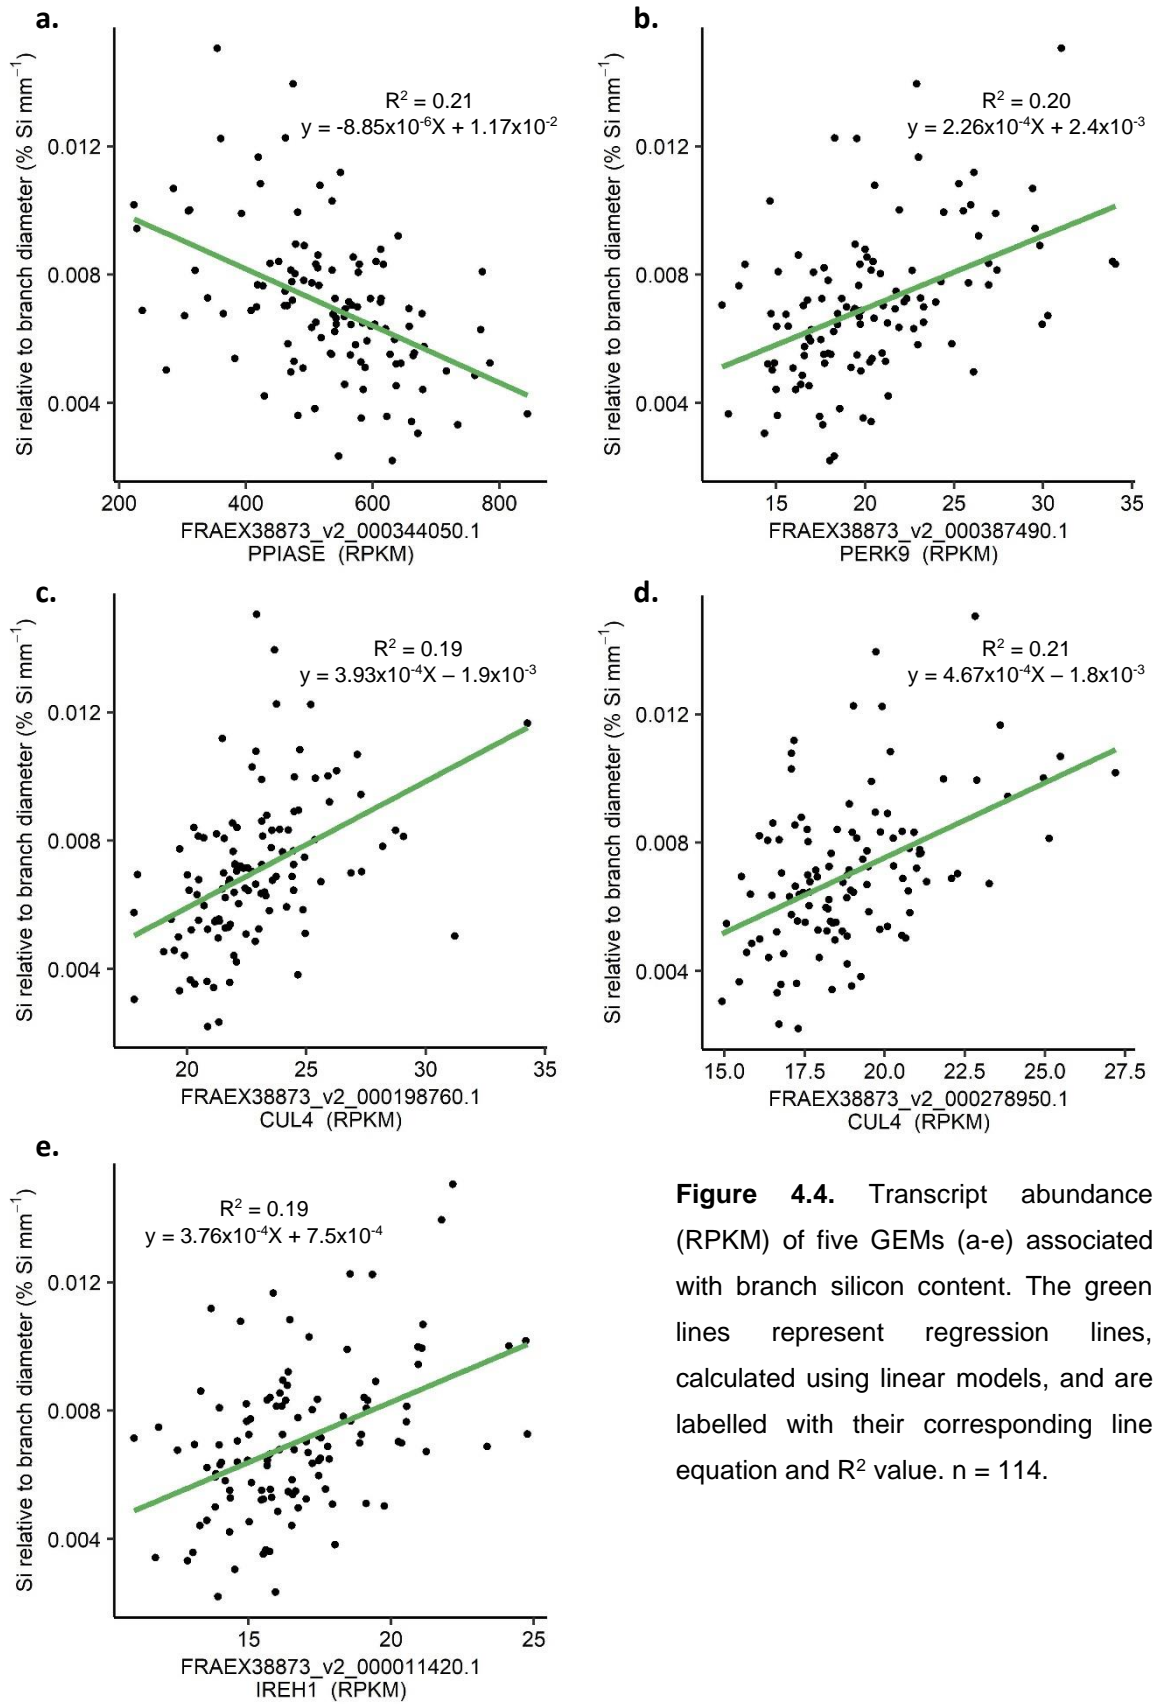 a.
Si relative to branch diameter (% Si mm⁻¹)
0.012
0.008
0.004
R² = 0.21
y = -8.85x10⁻⁶X + 1.17x10⁻²
200 400 600 800
FRAEX38873_v2_000344050.1
PPIASE (RPKM)
b.
Si relative to branch diameter (% Si mm⁻¹)
0.012
0.008
0.004
R² = 0.20
y = 2.26x10⁻⁴X + 2.4x10⁻³
15 20 25 30 35
FRAEX38873_v2_000387490.1
PERK9 (RPKM)
c.
Si relative to branch diameter (% Si mm⁻¹)
0.012
0.008
0.004
R² = 0.19
y = 3.93x10⁻⁴X – 1.9x10⁻³
20 25 30 35
FRAEX38873_v2_000198760.1
CUL4 (RPKM)
d.
Si relative to branch diameter (% Si mm⁻¹)
0.012
0.008
0.004
R² = 0.21
y = 4.67x10⁻⁴X – 1.8x10⁻³
15.0 17.5 20.0 22.5 25.0 27.5
FRAEX38873_v2_000278950.1
CUL4 (RPKM)
e.
Si relative to branch diameter (% Si mm⁻¹)
0.012
0.008
0.004
R² = 0.19
y = 3.76x10⁻⁴X + 7.5x10⁻⁴
15 20 25
FRAEX38873_v2_000011420.1
IREH1 (RPKM)
Figure 4.4. Transcript abundance
(RPKM) of five GEMs (a-e) associated
with branch silicon content. The green
lines represent regression lines,
calculated using linear models, and are
labelled with their corresponding line
equation and R² value. n = 114.